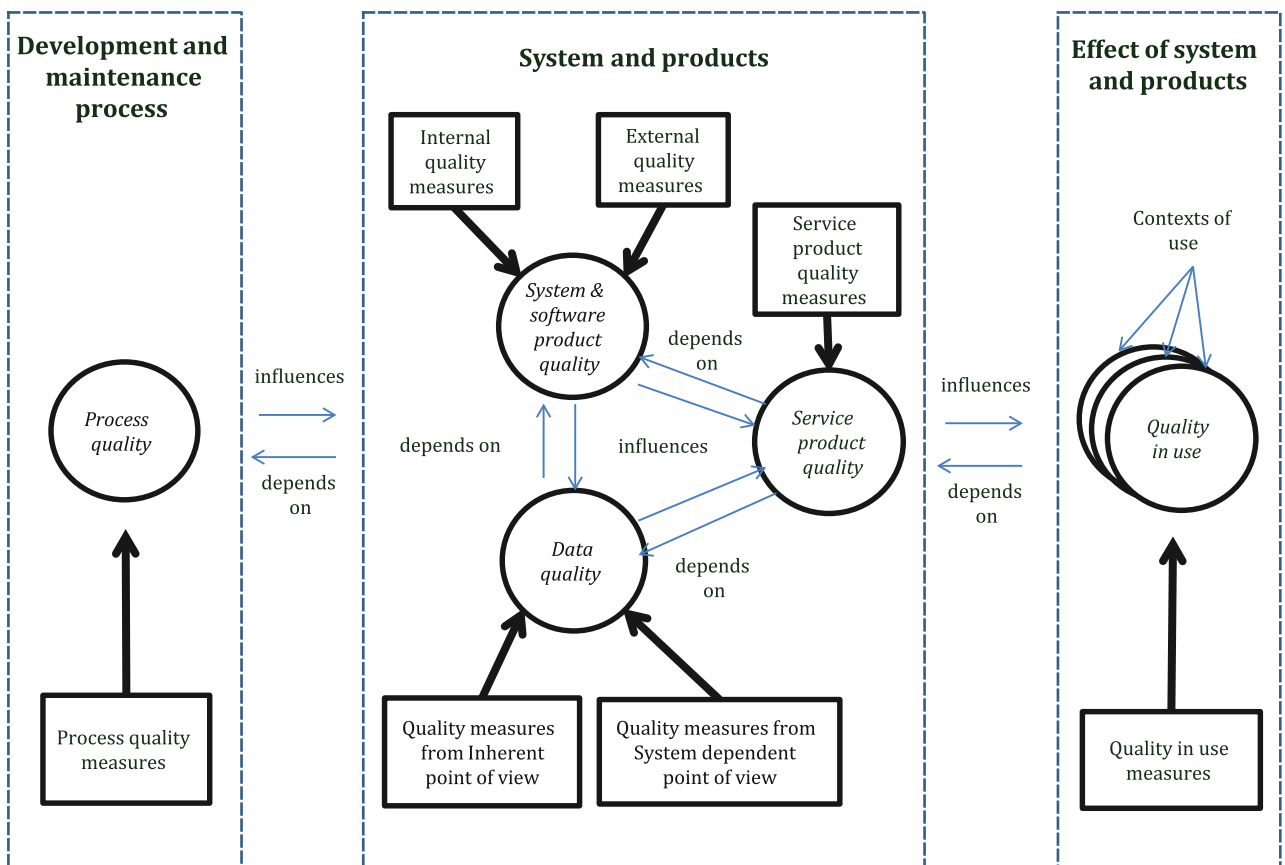 Development and
maintenance
process
System and products
Effect of system
and products
Internal
quality
measures
External
quality
measures
Service
product
quality
measures
Contexts of
use
System &
software
product
quality
depends
on
influences
Process
quality
depends
on
depends on
influences
Service
product
quality
influences
Quality
in use
depends
on
Data
quality
depends
on
Process quality
measures
Quality measures
from Inherent
point of view
Quality measures from
System dependent
point of view
Quality in use
measures